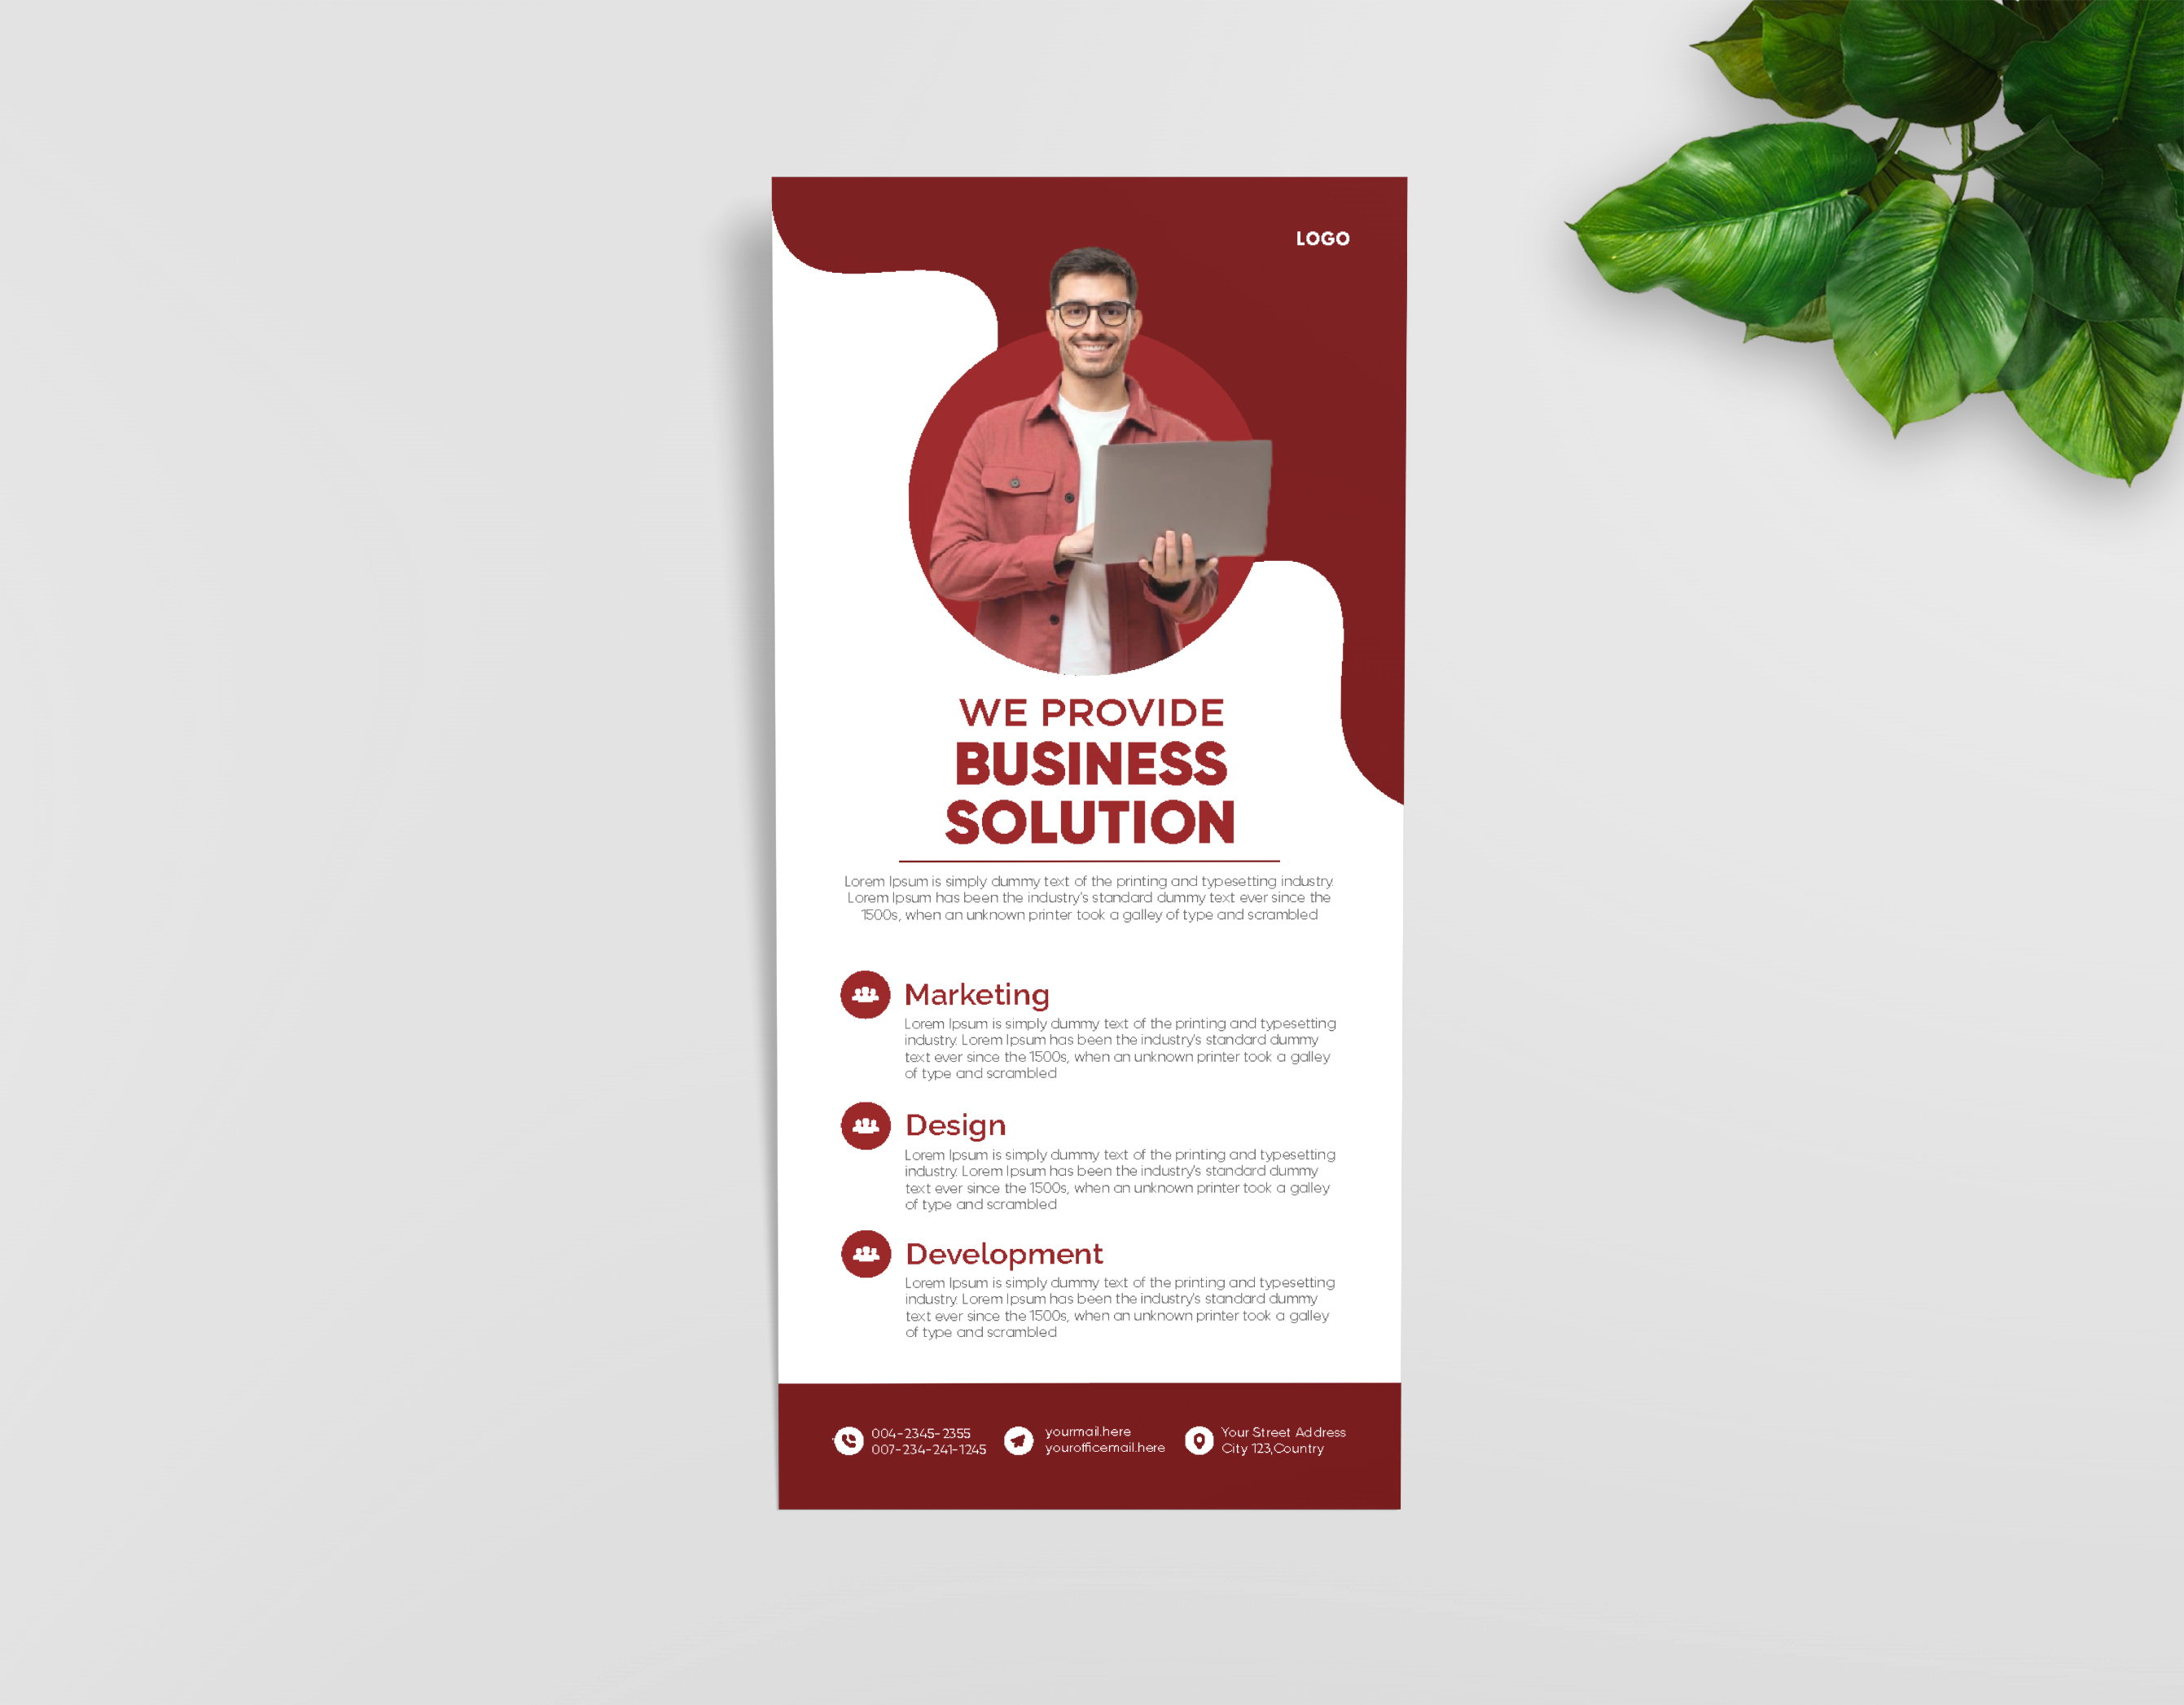 LOGO
WE PROVIDE
BUSINESS
SOLUTION
Lorem Ipsum is simply dummy text of the printing and typesetting industry.
Lorem Ipsum has been the industry's standard dummy text ever since the
1500s, when an unknown printer took a galley of type and scrambled
Marketing
Lorem Ipsum is simply dummy text of the printing and typesetting
industry. Lorem Ipsum has been the industry's standard dummy
text ever since the 1500s, when an unknown printer took a galley
of type and scrambled
Design
Lorem Ipsum is simply dummy text of the printing and typesetting
industry. Lorem Ipsum has been the industry's standard dummy
text ever since the 1500s, when an unknown printer took a galley
of type and scrambled
Development
Lorem Ipsum is simply dummy text of the printing and typesetting
industry. Lorem Ipsum has been the industry's standard dummy
text ever since the 1500s, when an unknown printer took a galley
of type and scrambled
004-2345-2355
007-234-241-1245
yourmail.here
yourofficemail.here
Your Street Address
City 123,Country